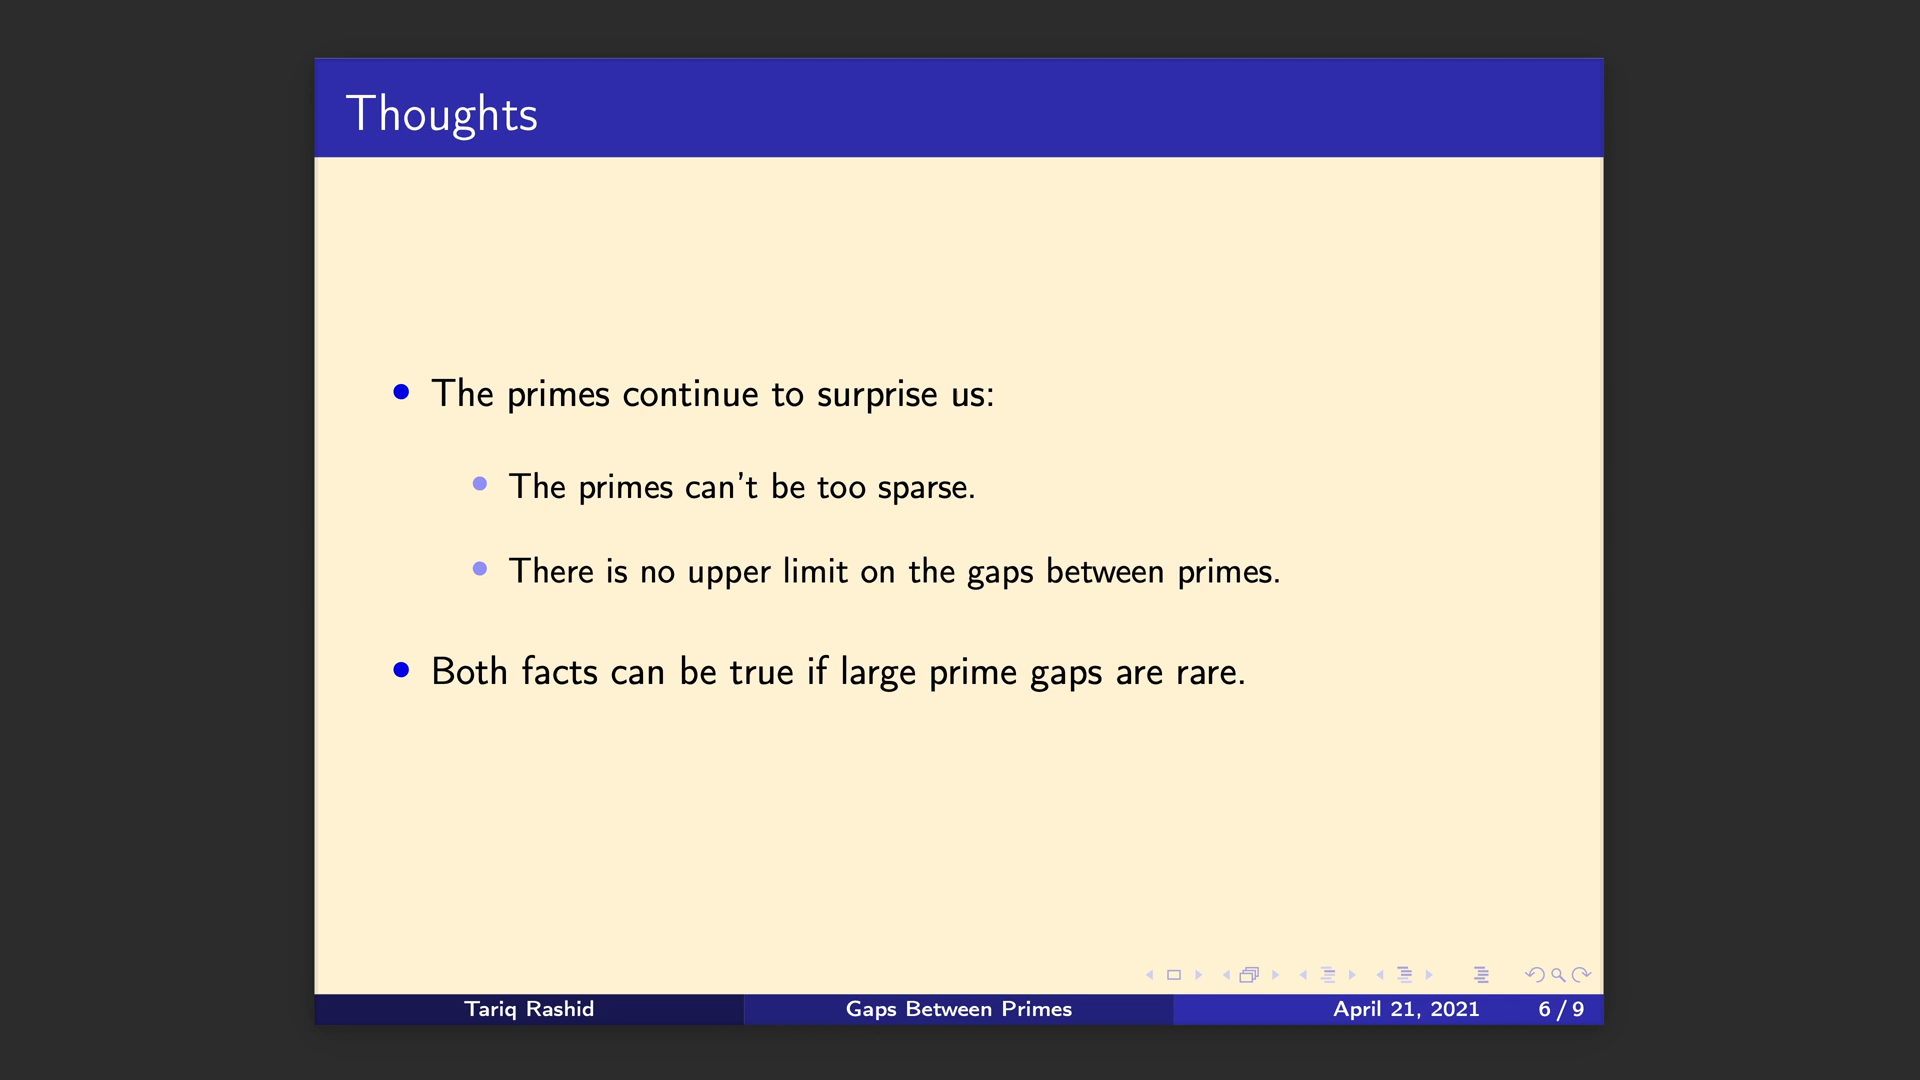 Thoughts
The primes continue to surprise us:
The primes can't be too sparse.
There is no upper limit on the gaps between primes.
Both facts can be true if large prime gaps are rare.
Tariq Rashid
Gaps Between Primes
April 21, 2021
6 / 9